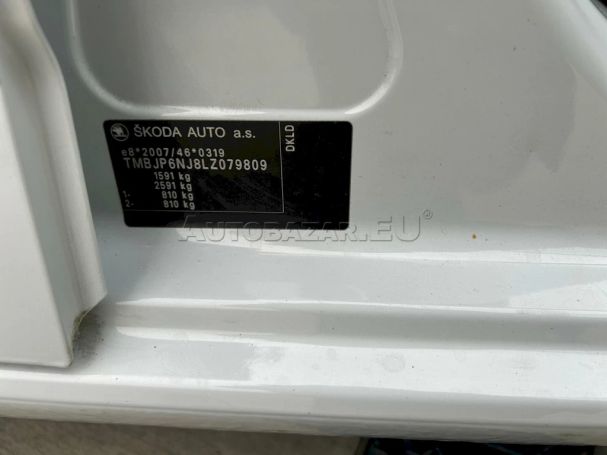 ŠKODA AUTO a.s.
e8*2007/46*0319
TMBJP6NJ8LZ079809
1591 kg
2591 kg
1- 810 kg
2- 810 kg
DKLD
AUTOBAZAR.EU®